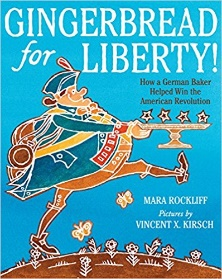 GINGERBREAD
for LIBERTY!
How a German Baker
Helped Win the
American Revolution
MARA ROCKLIFF
Pictures by
VINCENT X. KIRSCH